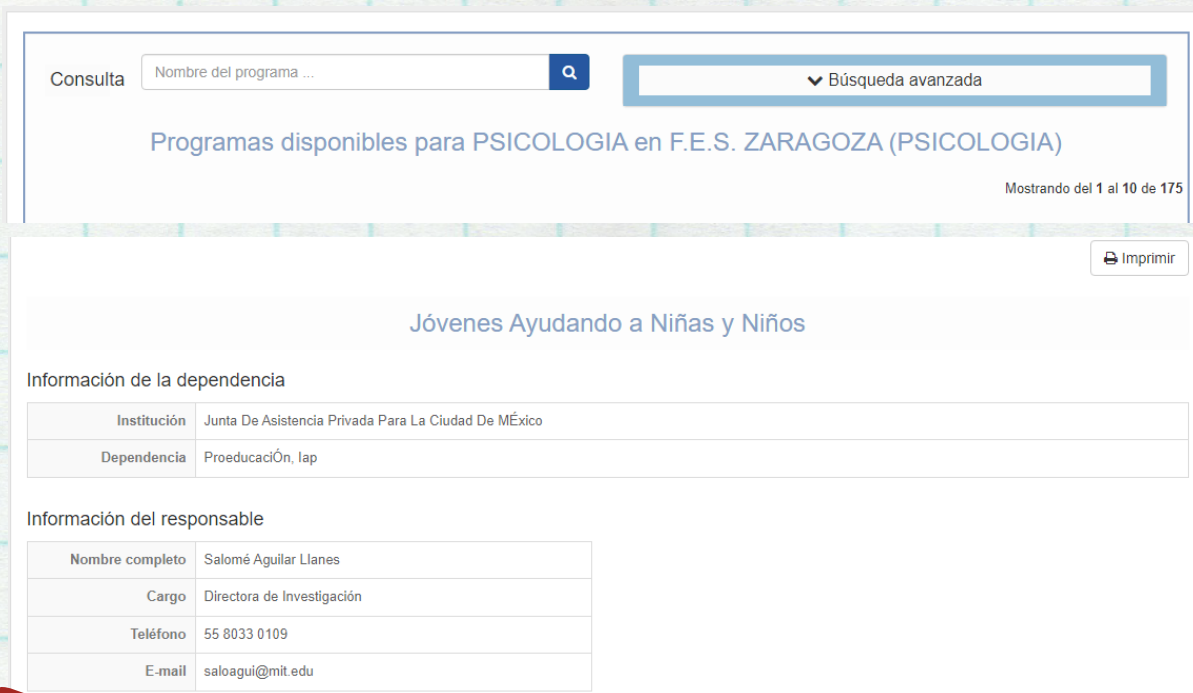 Consulta Nombre del programa ... Búsqueda avanzada
Programas disponibles para PSICOLOGIA en F.E.S. ZARAGOZA (PSICOLOGIA)
Mostrando del 1 al 10 de 175
Imprimir
Jóvenes Ayudando a Niñas y Niños
Información de la dependencia
Institución Junta De Asistencia Privada Para La Ciudad De MÉxico
Dependencia ProeducaciÓn, Iap
Información del responsable
Nombre completo Salomé Aguilar Llanes
Cargo Directora de Investigación
Teléfono 55 8033 0109
E-mail saloagui@mit.edu